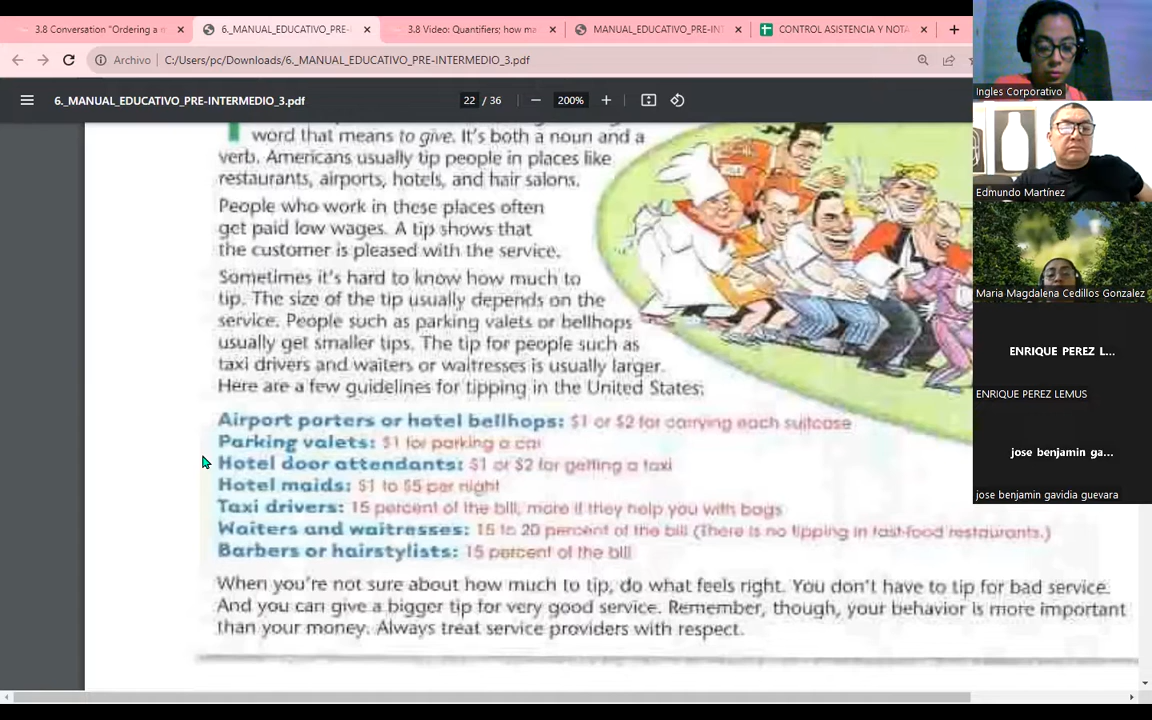 3.8 Conversation "Ordering a
6._MANUAL_EDUCATIVO_PRE-
3.8 Video: Quantifiers; how ma
MANUAL_EDUCATIVO_PRE-INT
CONTROL ASISTENCIA Y NOTA
Archivo
C:/Users/pc/Downloads/6._MANUAL_EDUCATIVO_PRE-INTERMEDIO_3.pdf
6._MANUAL_EDUCATIVO_PRE-INTERMEDIO_3.pdf
22 / 36
200%
word that means to give. It's both a noun and a
verb. Americans usually tip people in places like
restaurants, airports, hotels, and hair salons.
People who work in these places often
get paid low wages. A tip shows that
the customer is pleased with the service.
Sometimes it's hard to know how much to
tip. The size of the tip usually depends on the
service. People such as parking valets or bellhops
usually get smaller tips. The tip for people such as
taxi drivers and waiters or waitresses is usually larger.
Here are a few guidelines for tipping in the United States:
Airport porters or hotel bellhops: $1 or $2 for carrying each suitcase
Parking valets: $1 for parking a car
Hotel door attendants: $1 or $2 for getting a taxi
Hotel maids: $1 to $5 per night
Taxi drivers: 15 percent of the bill, more if they help you with bags
Waiters and waitresses: 15 to 20 percent of the bill (There is no tipping in fast-food restaurants.)
Barbers or hairstylists: 15 percent of the bill
When you're not sure about how much to tip, do what feels right. You don't have to tip for bad service.
And you can give a bigger tip for very good service. Remember, though, your behavior is more important
than your money. Always treat service providers with respect.
Ingles Corporativo
Edmundo Martínez
Maria Magdalena Cedillos Gonzalez
ENRIQUE PEREZ L...
ENRIQUE PEREZ LEMUS
jose benjamin ga...
jose benjamin gavidia guevara